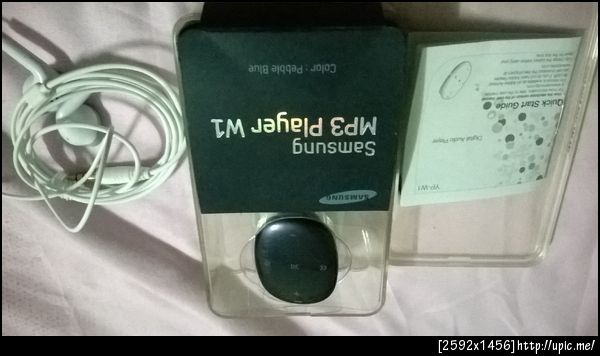 SAMSUNG
Samsung
MP3 Player W1
Color : Pebble Blue
YP-W1
Digital Audio Player
Quick Start Guide
[2592x1456]http://upic.me/